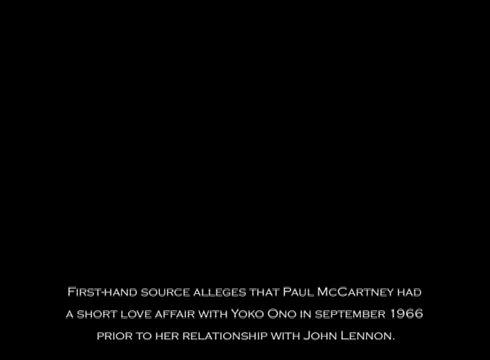 First-hand source alleges that Paul McCartney had
a short love affair with Yoko Ono in september 1966
prior to her relationship with John Lennon.